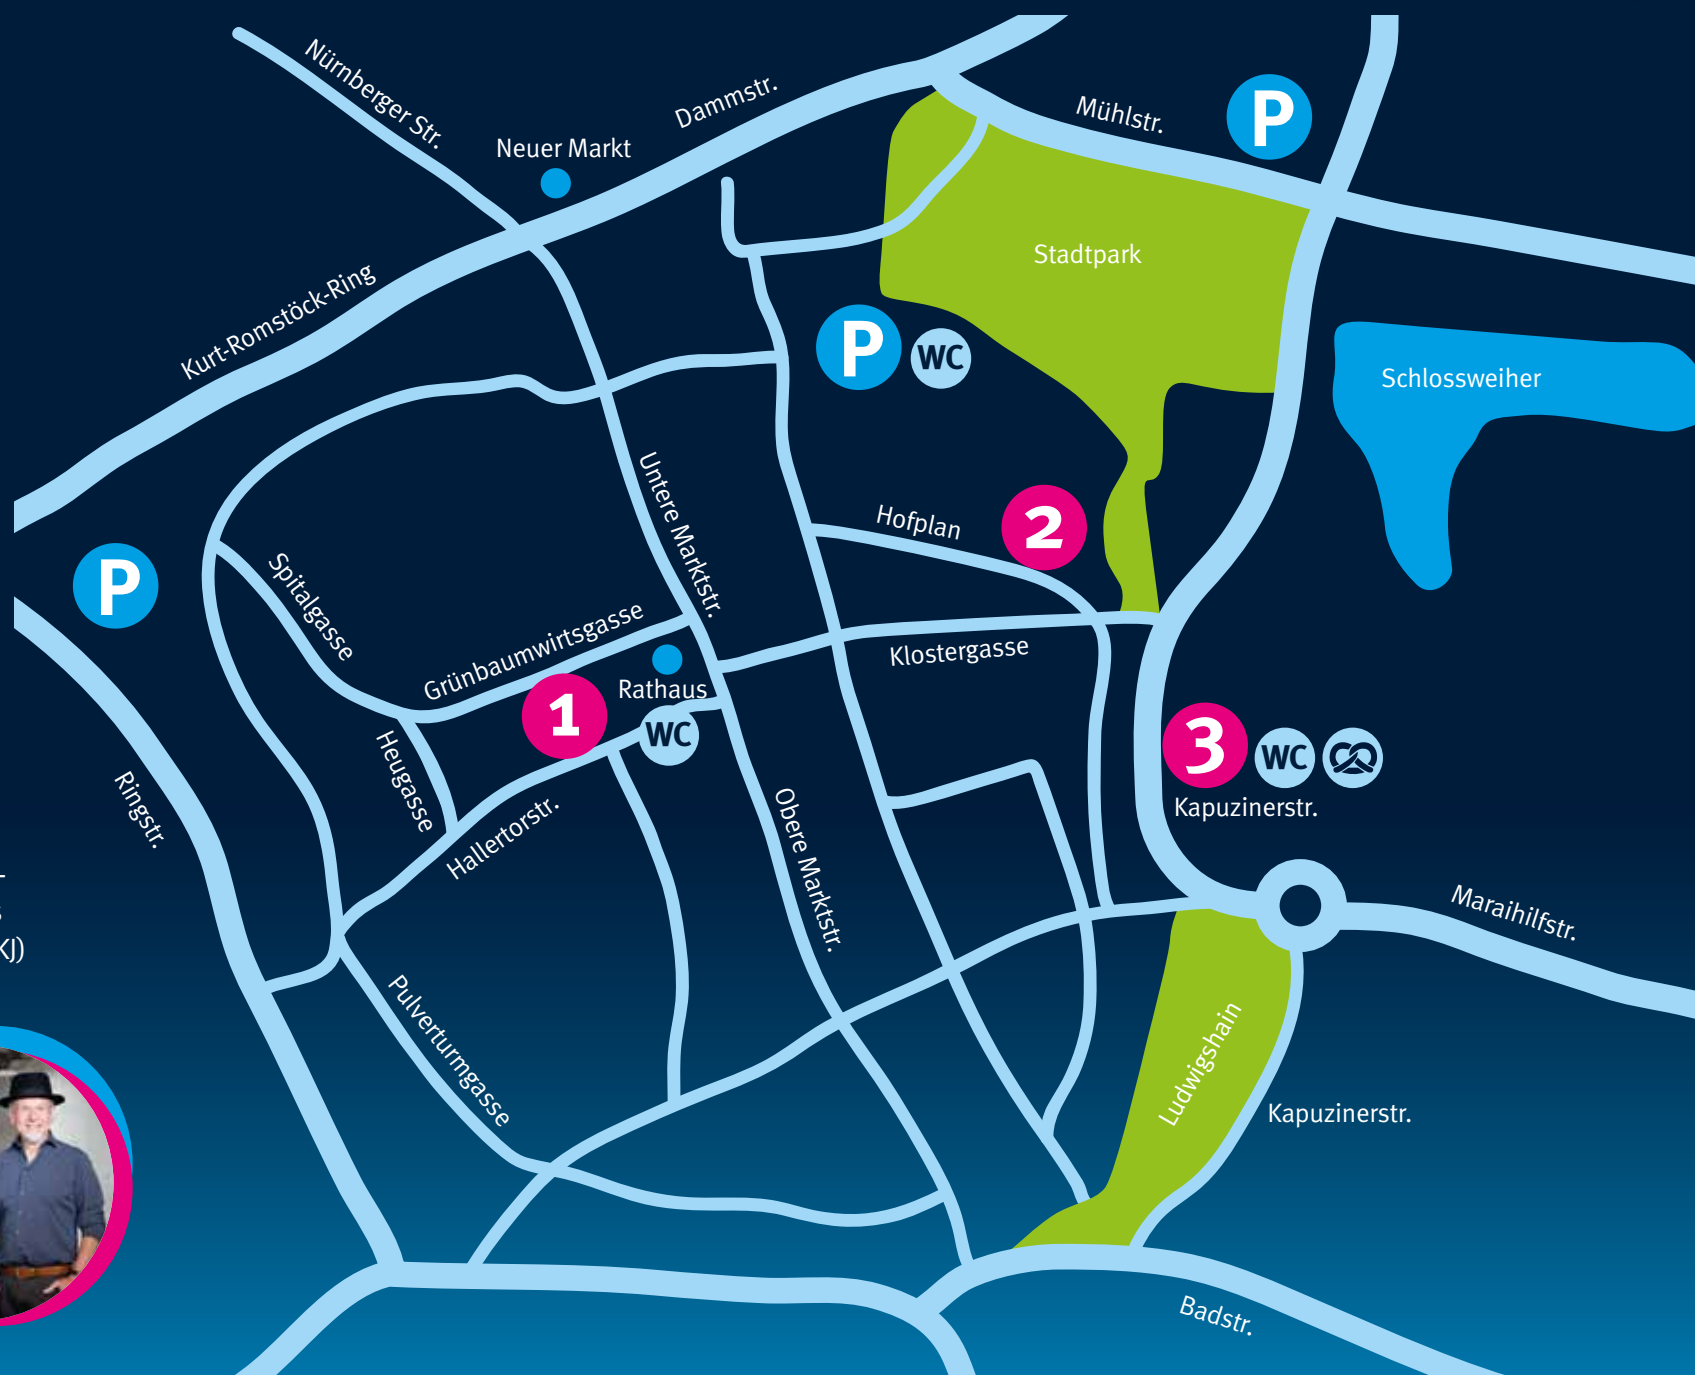 Nürnberger Str.
Neuer Markt
Dammstr.
Mühlstr.
P
Stadtpark
Kurt-Romstöck-Ring
P
WC
Schlossweiher
Untere Marktstr.
Hofplan
2
P
Spitalgasse
Grünbaumwirtsgasse
Rathaus
Klostergasse
1
WC
Heugasse
3
WC
Kapuzinerstr.
Ringstr.
Hallertorstr.
Obere Marktstr.
Maraihilfstr.
KJ)
Pulverturmgasse
Ludwigshain
Kapuzinerstr.
Badstr.